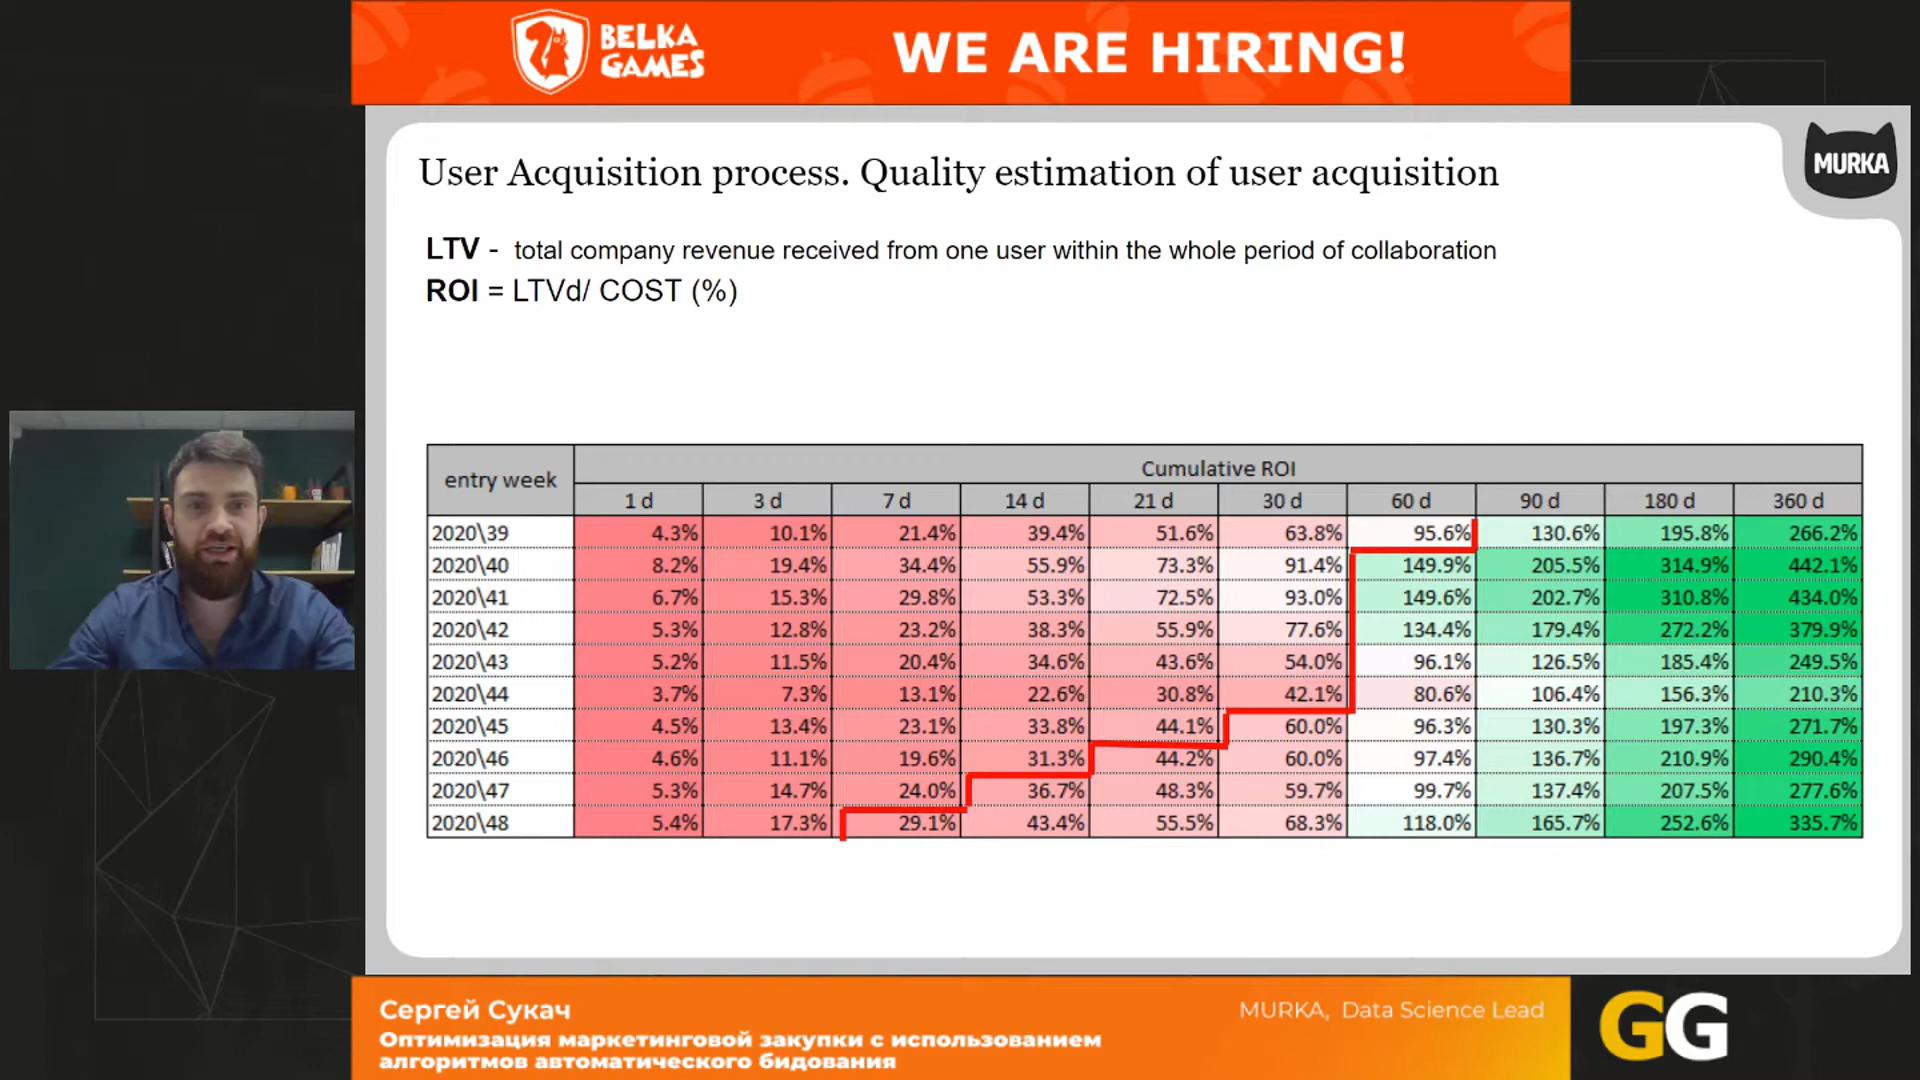 BELKA
GAMES
WE ARE HIRING!
MURKA
User Acquisition process. Quality estimation of user acquisition
LTV - total company revenue received from one user within the whole period of collaboration
ROI = LTVd/ COST (%)
entry week Cumulative ROI
1 d 3 d 7 d 14 d 21 d 30 d 60 d 90 d 180 d 360 d
2020\39 4.3% 10.1% 21.4% 39.4% 51.6% 63.8% 95.6% 130.6% 195.8% 266.2%
2020\40 8.2% 19.4% 34.4% 55.9% 73.3% 91.4% 149.9% 205.5% 314.9% 442.1%
2020\41 6.7% 15.3% 29.8% 53.3% 72.5% 93.0% 149.6% 202.7% 310.8% 434.0%
2020\42 5.3% 12.8% 23.2% 38.3% 55.9% 77.6% 134.4% 179.4% 272.2% 379.9%
2020\43 5.2% 11.5% 20.4% 34.6% 43.6% 54.0% 96.1% 126.5% 185.4% 249.5%
2020\44 3.7% 7.3% 13.1% 22.6% 30.8% 42.1% 80.6% 106.4% 156.3% 210.3%
2020\45 4.5% 13.4% 23.1% 33.8% 44.1% 60.0% 96.3% 130.3% 197.3% 271.7%
2020\46 4.6% 11.1% 19.6% 31.3% 44.2% 60.0% 97.4% 136.7% 210.9% 290.4%
2020\47 5.3% 14.7% 24.0% 36.7% 48.3% 59.7% 99.7% 137.4% 207.5% 277.6%
2020\48 5.4% 17.3% 29.1% 43.4% 55.5% 68.3% 118.0% 165.7% 252.6% 335.7%
Сергей Сукач
MURKA, Data Science Lead
Оптимизация маркетинговой закупки с использованием
алгоритмов автоматического бидования
GG